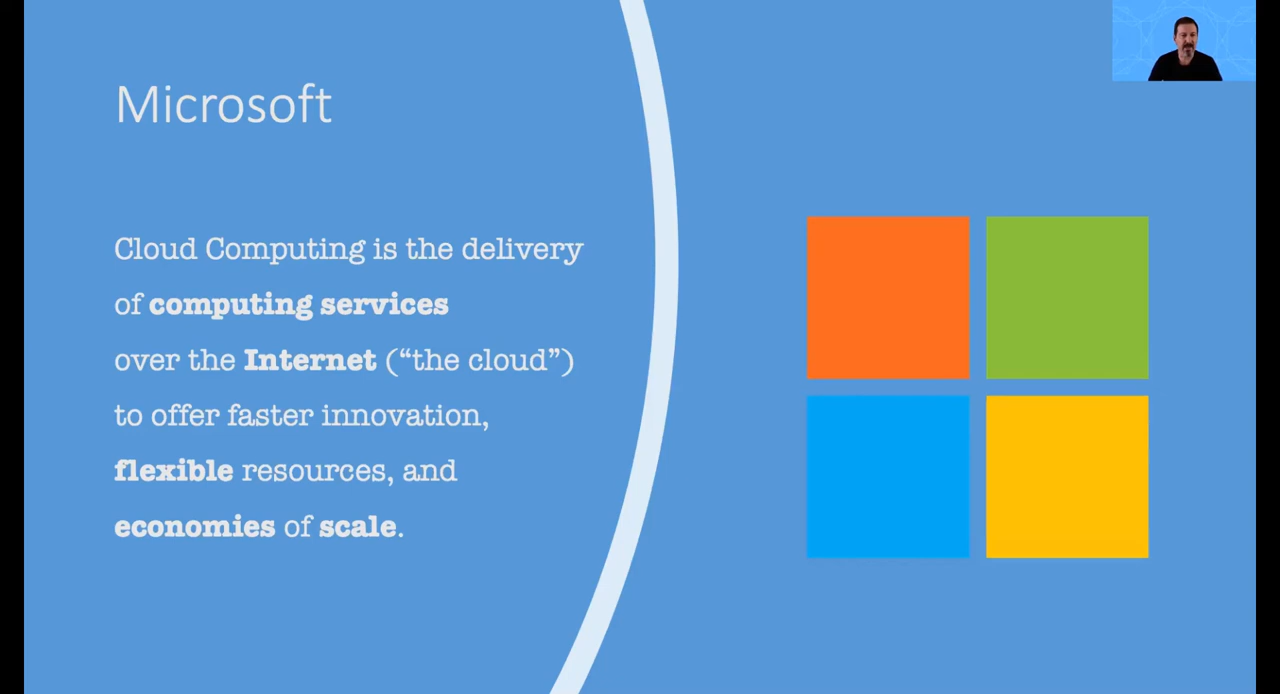 Microsoft
Cloud Computing is the delivery
of computing services
over the Internet (“the cloud”)
to offer faster innovation,
flexible resources, and
economies of scale.